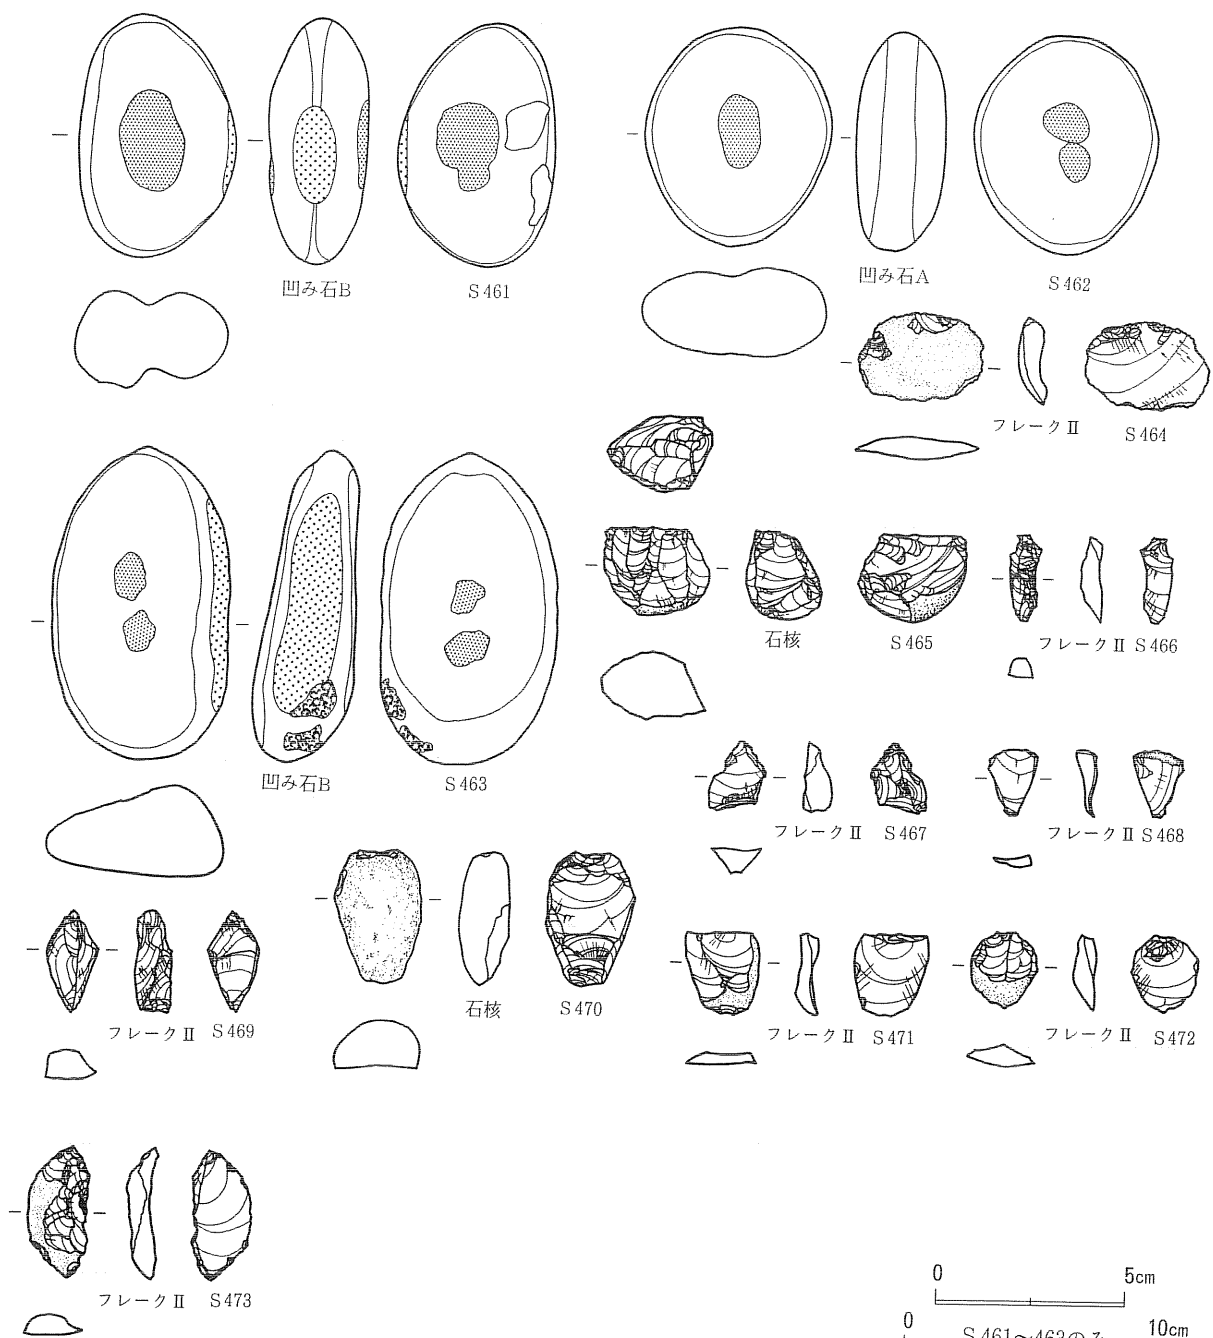 凹み石B S461
凹み石A S462
フレークⅡ S464
石核 S465
フレークⅡ S466
凹み石B S463
フレークⅡ S467
フレークⅡ S468
フレークⅡ S469
石核 S470
フレークⅡ S471
フレークⅡ S472
フレークⅡ S473
0 5cm
0 S461~463のみ 10cm